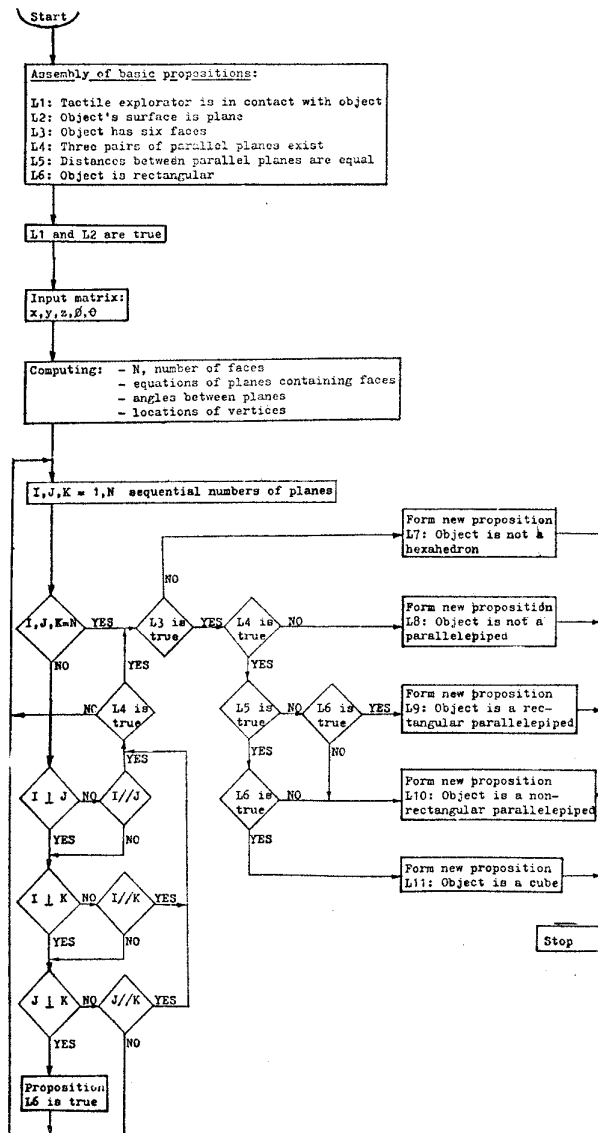 Start
Assembly of basic propositions:
L1: Tactile explorator is in contact with object
L2: Object's surface is plane
L3: Object has six faces
L4: Three pairs of parallel planes exist
L5: Distances between parallel planes are equal
L6: Object is rectangular
L1 and L2 are true
Input matrix:
x,y,z,Ø,θ
Computing: - N, number of faces
- equations of planes containing faces
- angles between planes
- locations of vertices
I,J,K = 1,N sequential numbers of planes
Form new proposition
L7: Object is not a
hexahedron
NO
I,J,K=N
YES
L3 is
true
YES
L4 is
true
NO
Form new proposition
L8: Object is not a
parallelepiped
NO
YES
YES
NO
L4 is
true
L5 is
true
NO
L6 is
true
YES
Form new proposition
L9: Object is a rec-
tangular parallelepiped
YES
YES
NO
I ⊥ J
NO
I//J
L6 is
true
NO
Form new proposition
L10: Object is a non-
rectangular parallelepiped
YES
NO
YES
Form new proposition
L11: Object is a cube
I ⊥ K
NO
I//K
YES
YES
NO
Stop
J ⊥ K
NO
J//K
YES
YES
NO
Proposition
L6 is true